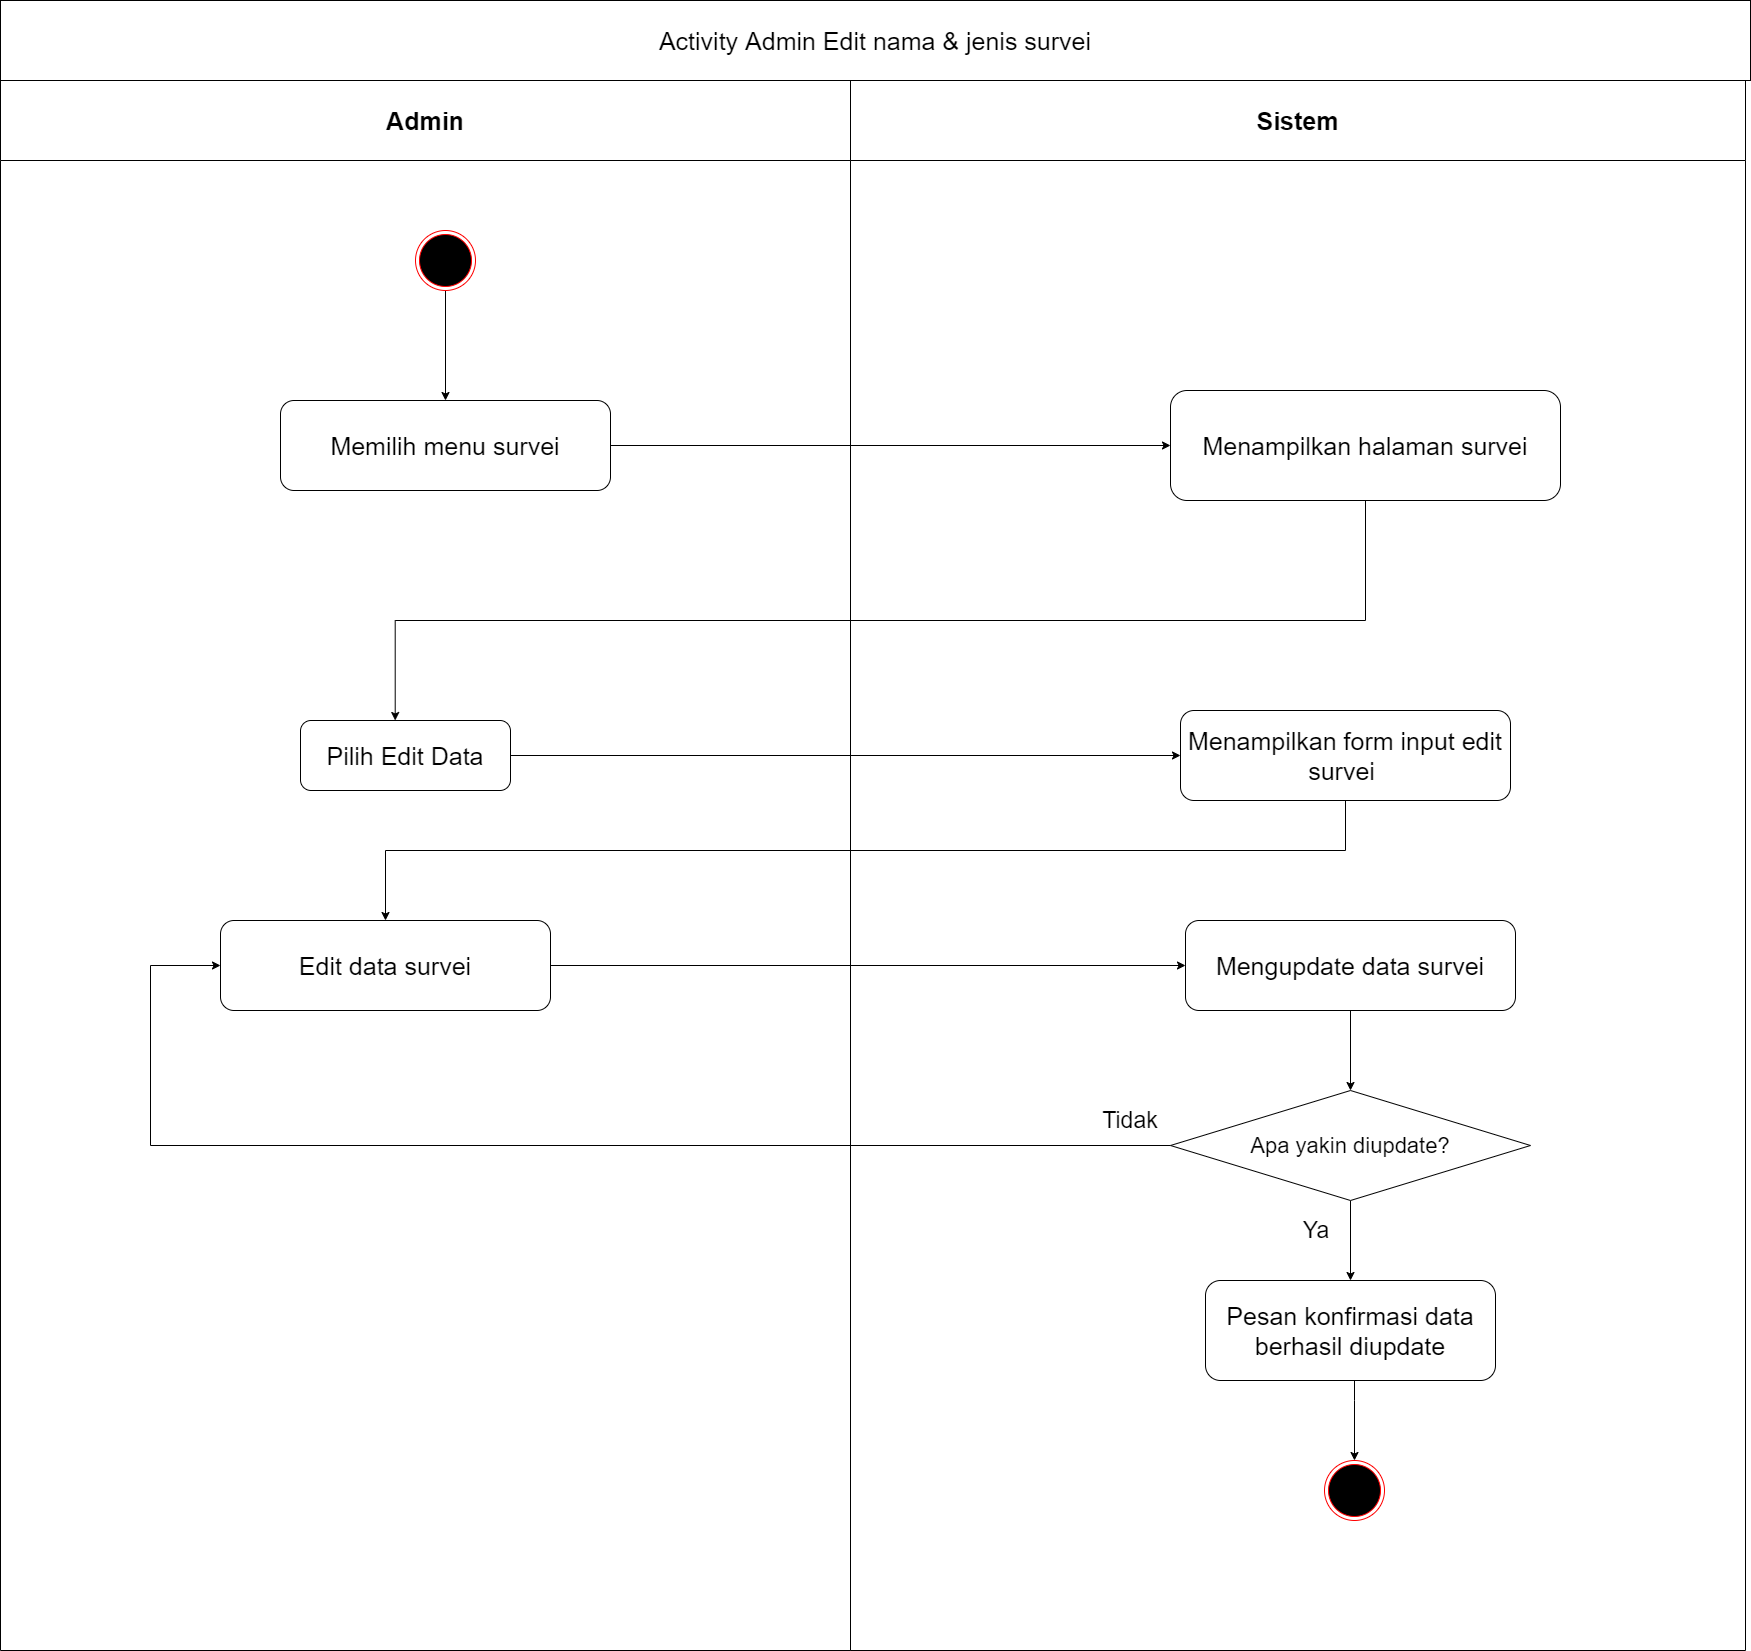 Activity Admin Edit nama & jenis survei
Admin
Sistem
Memilih menu survei
Menampilkan halaman survei
Pilih Edit Data
Menampilkan form input edit
survei
Edit data survei
Mengupdate data survei
Tidak
Apa yakin diupdate?
Ya
Pesan konfirmasi data
berhasil diupdate